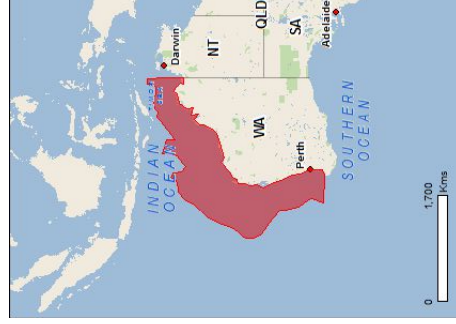 INDIAN
OCEAN
Darwin
NT
QLD
SA
Adelaide
WA
Perth
SOUTHERN
OCEAN
0
1,700
Kms